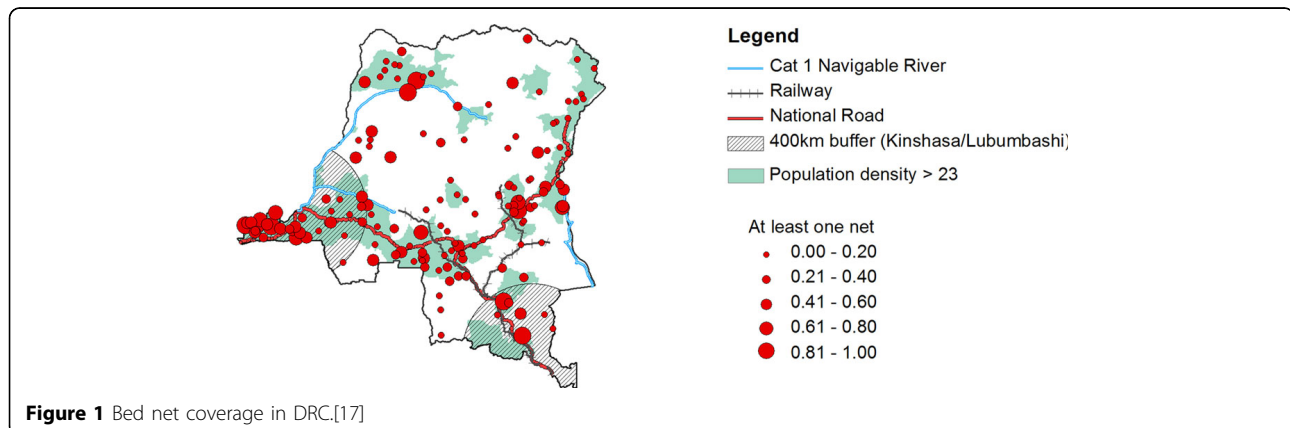 Legend
Cat 1 Navigable River
Railway
National Road
400km buffer (Kinshasa/Lubumbashi)
Population density > 23
At least one net
0.00 - 0.20
0.21 - 0.40
0.41 - 0.60
0.61 - 0.80
0.81 - 1.00
Figure 1 Bed net coverage in DRC.[17]